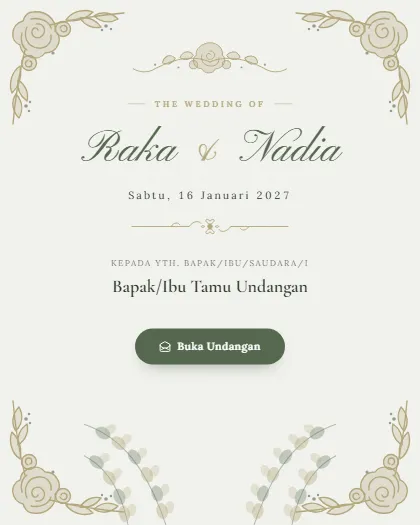 THE WEDDING OF
Raka & Nadia
Sabtu, 16 Januari 2027
KEPADA YTH. BAPAK/IBU/SAUDARA/I
Bapak/Ibu Tamu Undangan
Buka Undangan